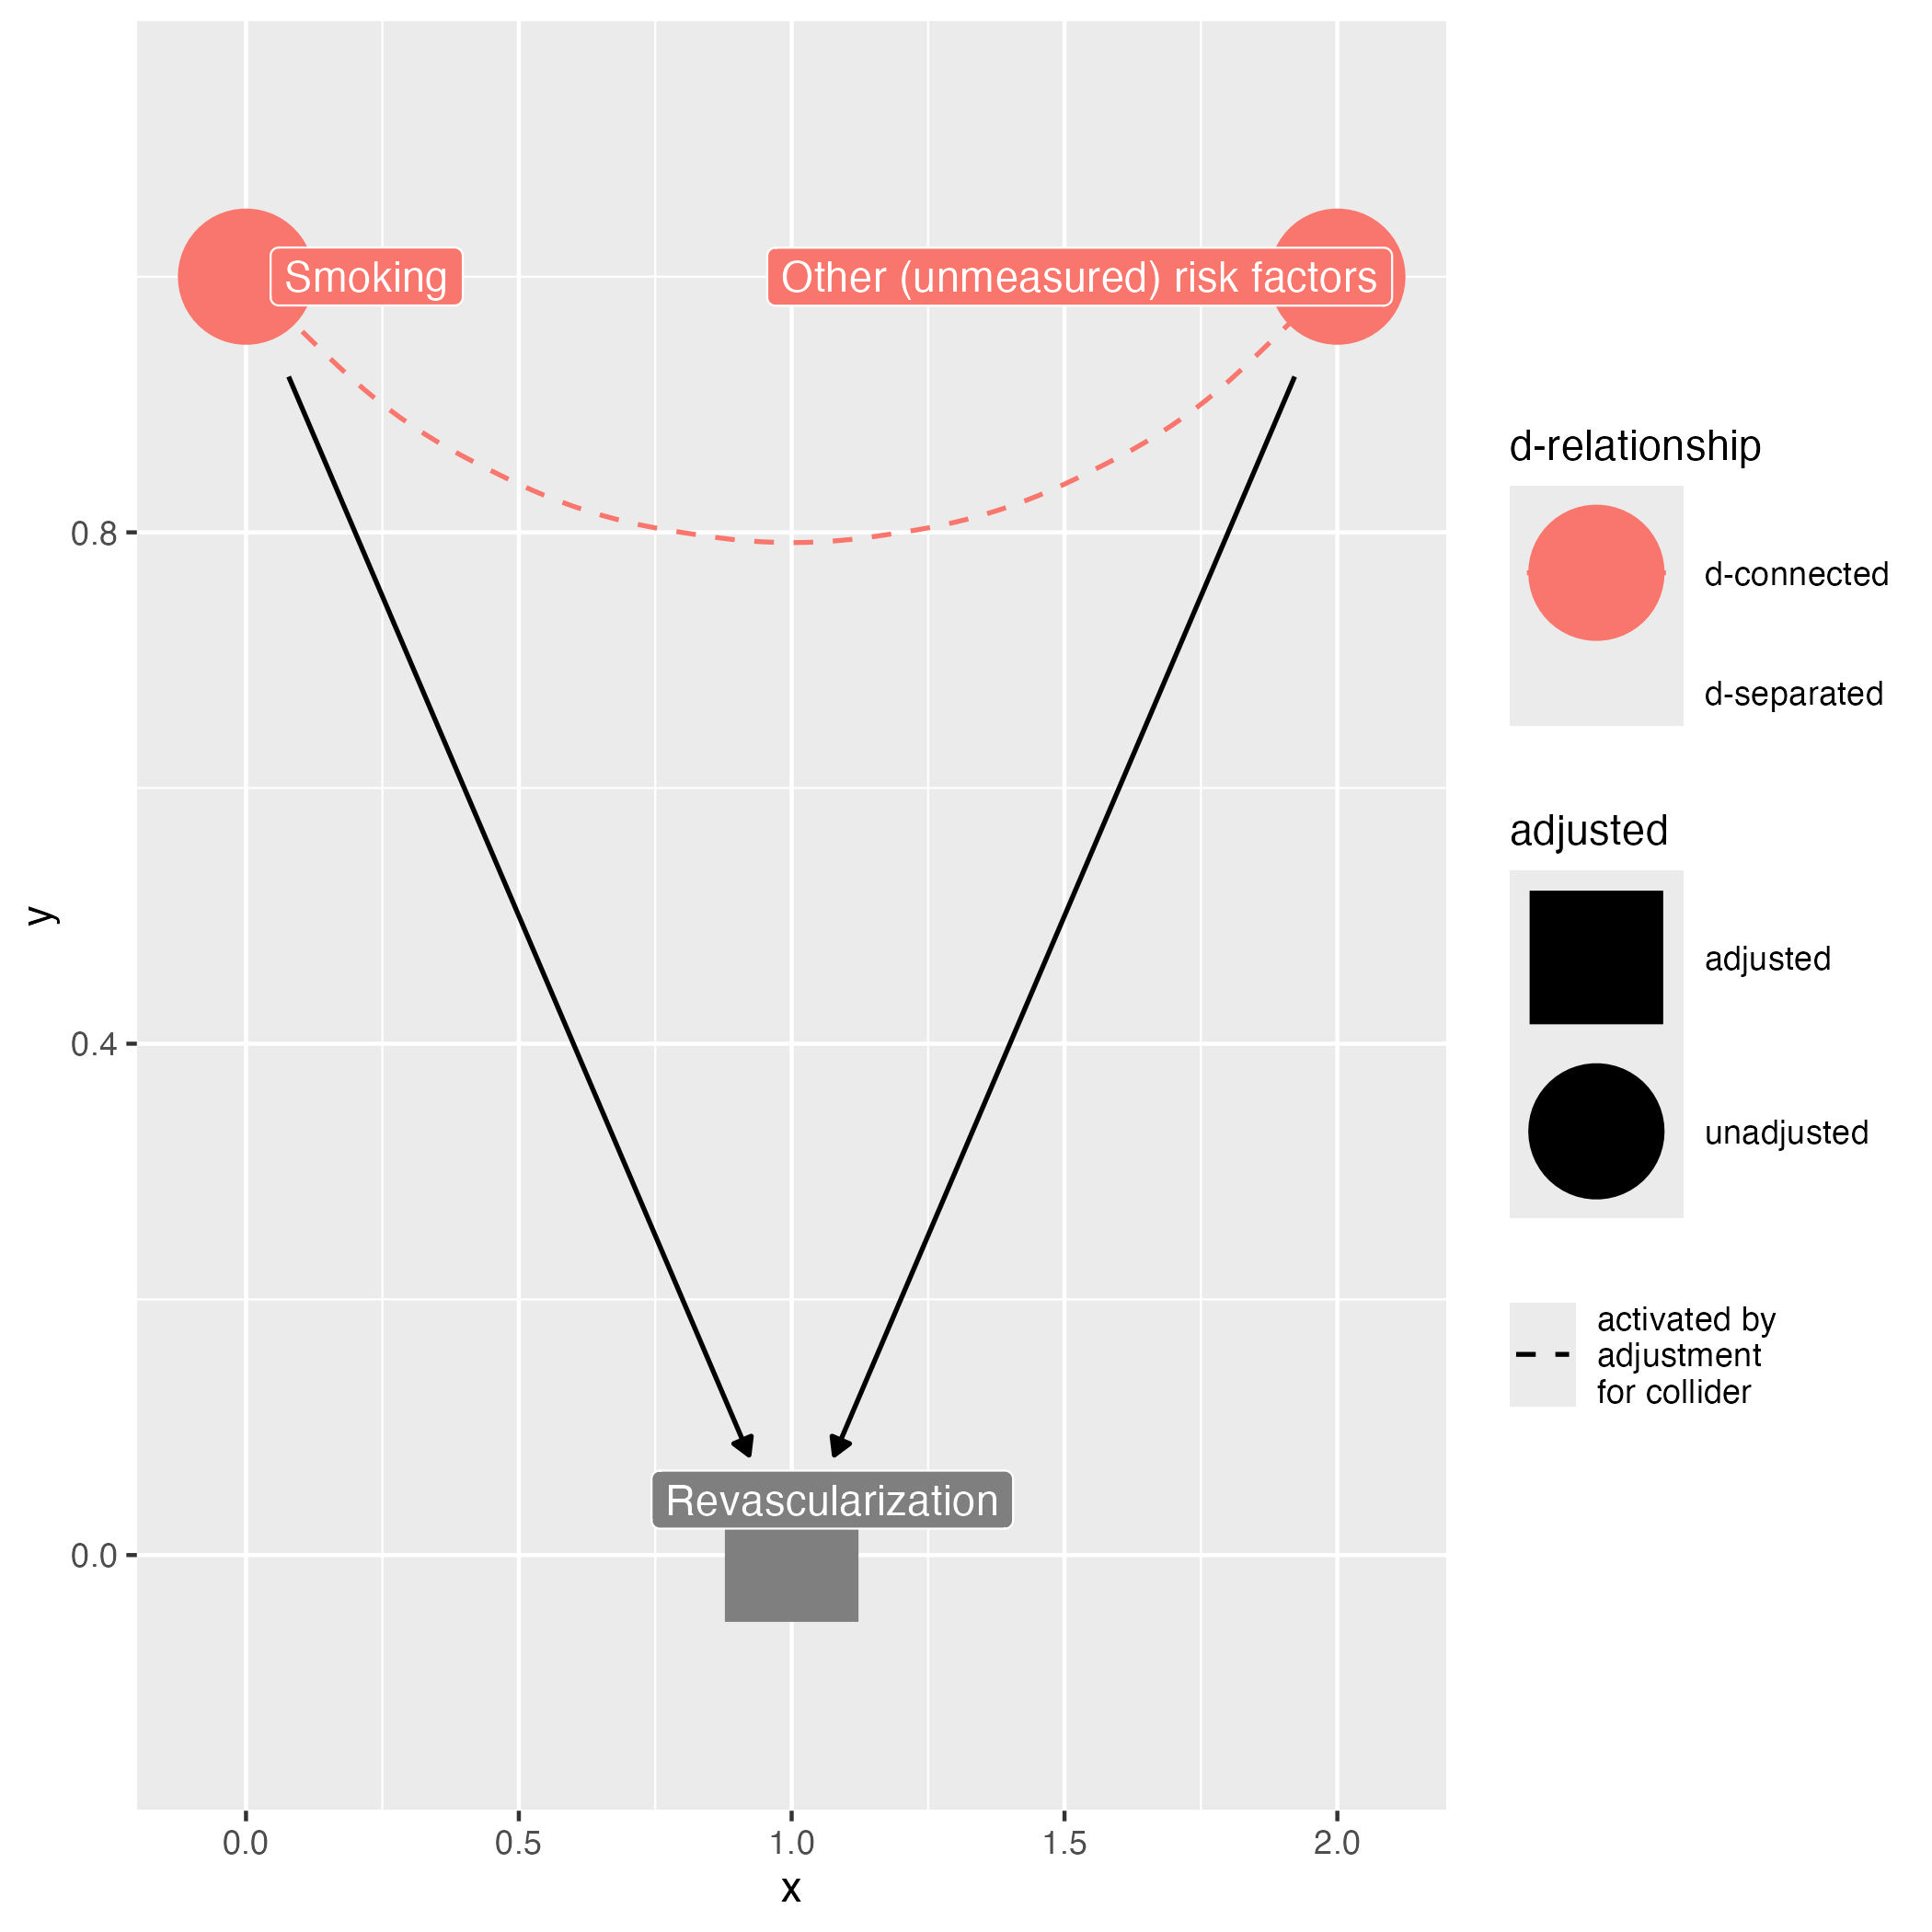 Smoking
Other (unmeasured) risk factors
Revascularization
0.8
0.4
0.0
y
0.0
0.5
1.0
1.5
2.0
x
d-relationship
d-connected
d-separated
adjusted
adjusted
unadjusted
activated by
adjustment
for collider